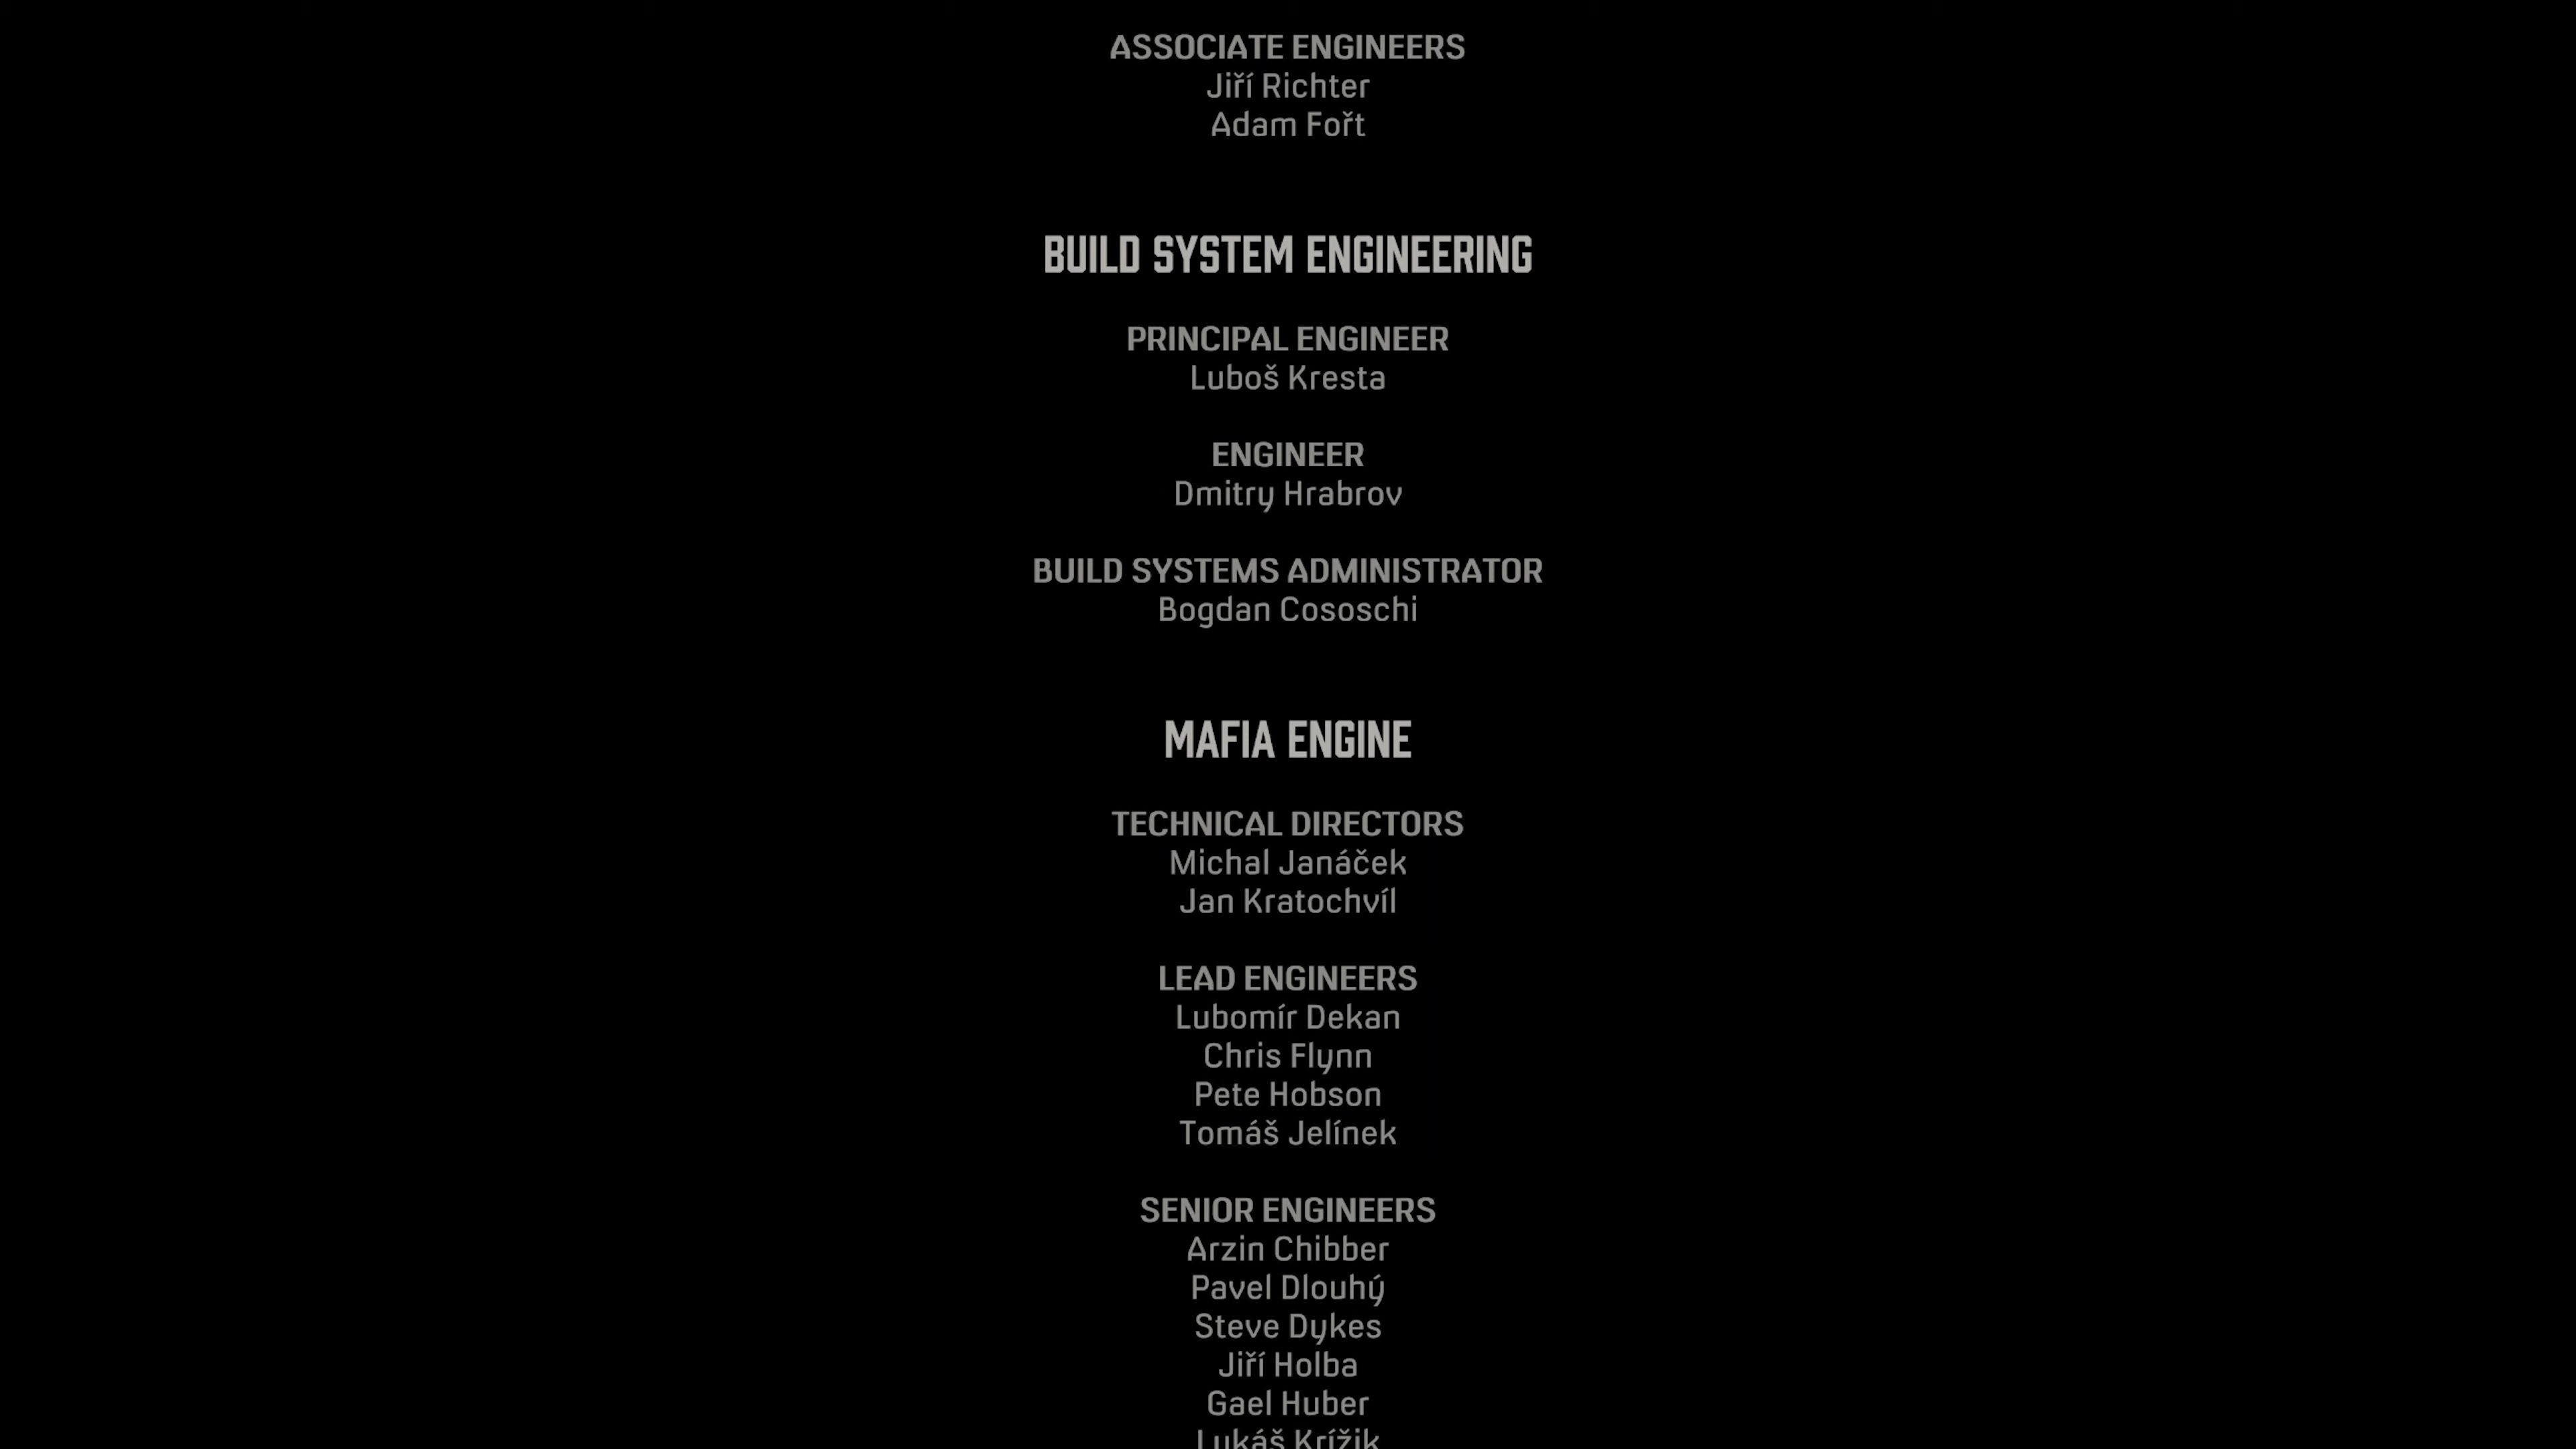 ASSOCIATE ENGINEERS
Jiří Richter
Adam Fořt
BUILD SYSTEM ENGINEERING
PRINCIPAL ENGINEER
Luboš Kresta
ENGINEER
Dmitry Hrabrov
BUILD SYSTEMS ADMINISTRATOR
Bogdan Cososchi
MAFIA ENGINE
TECHNICAL DIRECTORS
Michal Janáček
Jan Kratochvíl
LEAD ENGINEERS
Lubomír Dekan
Chris Flynn
Pete Hobson
Tomáš Jelínek
SENIOR ENGINEERS
Arzin Chibber
Pavel Dlouhý
Steve Dykes
Jiří Holba
Gael Huber
Lukáš Krížik